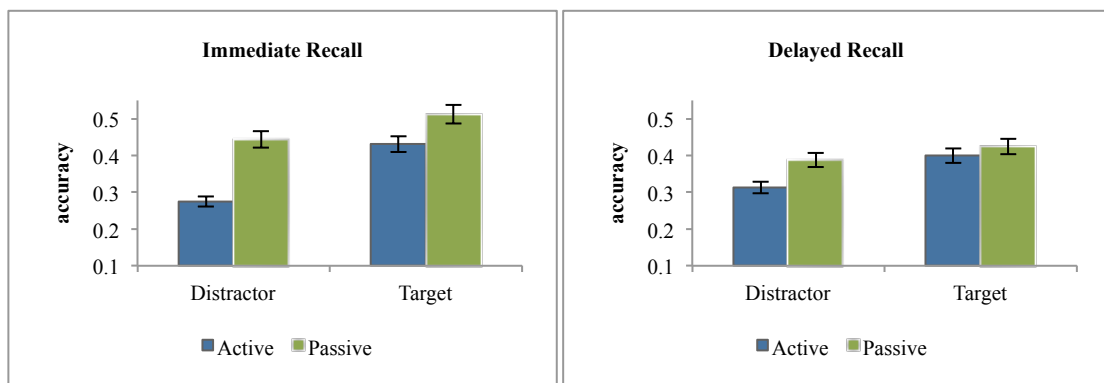 Immediate Recall
accuracy
0.5
0.4
0.3
0.2
0.1
Distractor Target
Active Passive
Delayed Recall
accuracy
0.5
0.4
0.3
0.2
0.1
Distractor Target
Active Passive